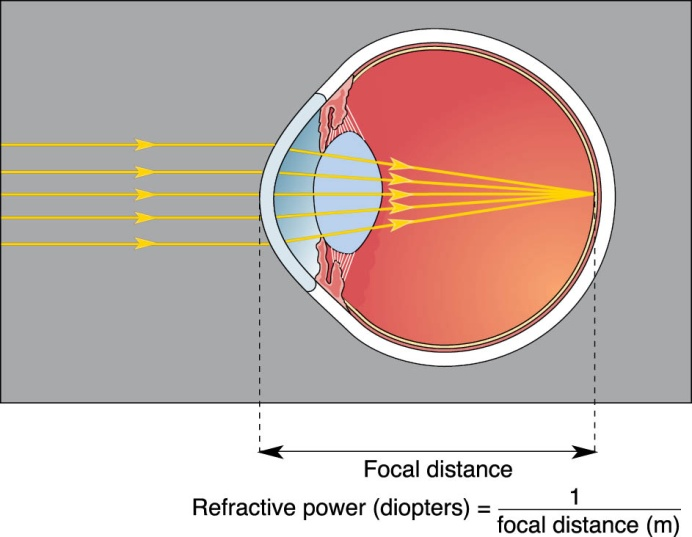 Focal distance
Refractive power (diopters) = 1
focal distance (m)